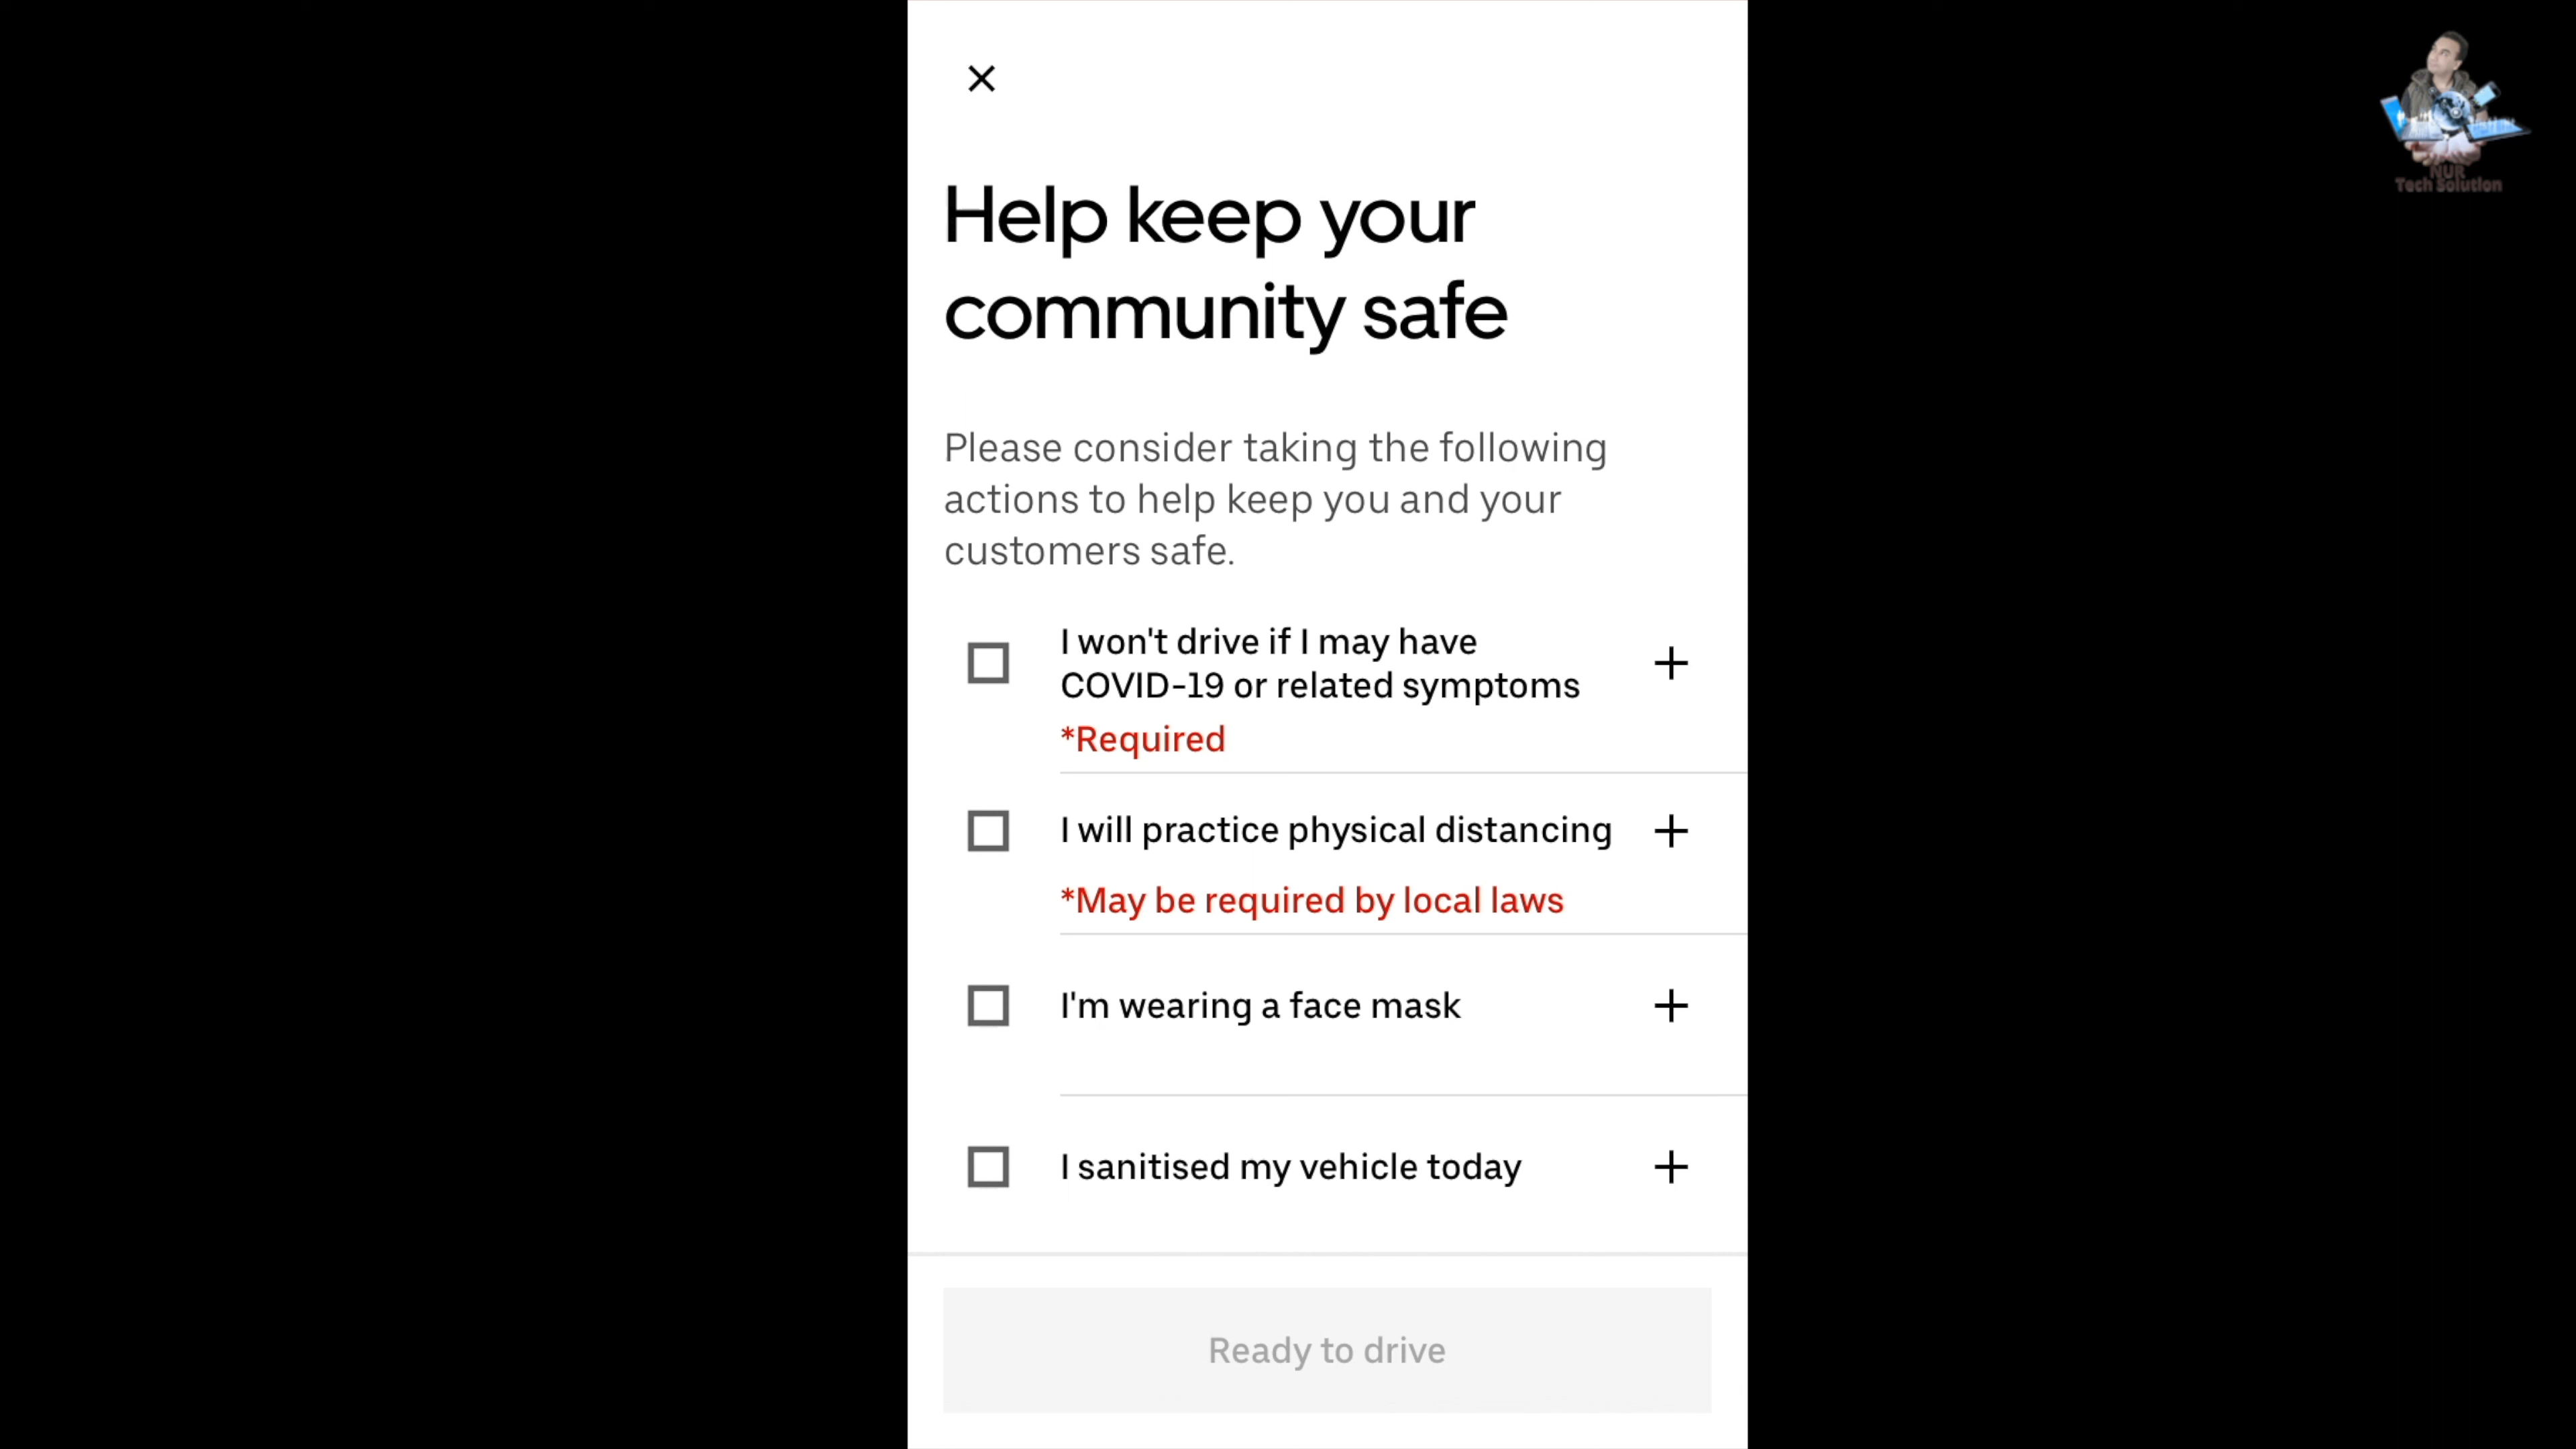 Help keep your
community safe
Please consider taking the following
actions to help keep you and your
customers safe.
I won't drive if I may have
COVID-19 or related symptoms
*Required
I will practice physical distancing
*May be required by local laws
I'm wearing a face mask
I sanitised my vehicle today
Ready to drive
NUR
Tech Solution